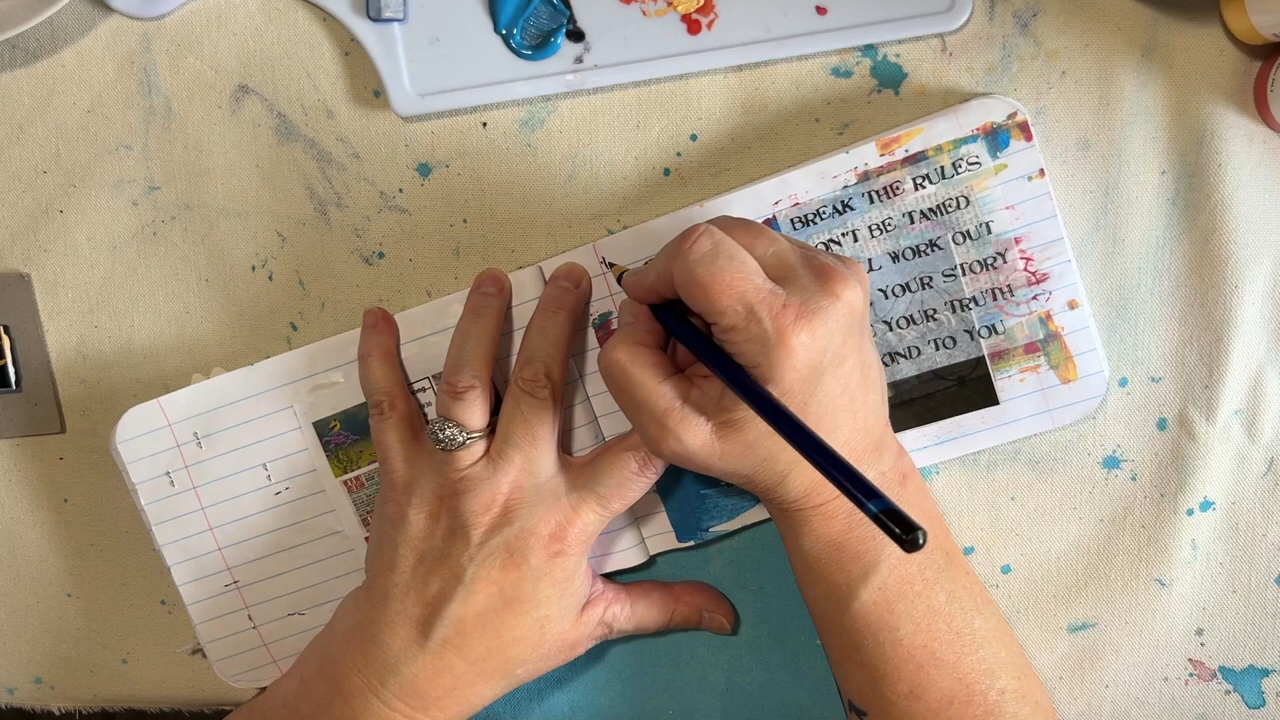 BREAK THE RULES
ON'T BE TAMED
L WORK OUT
YOUR STORY
YOUR TRUTH
KIND TO YOU